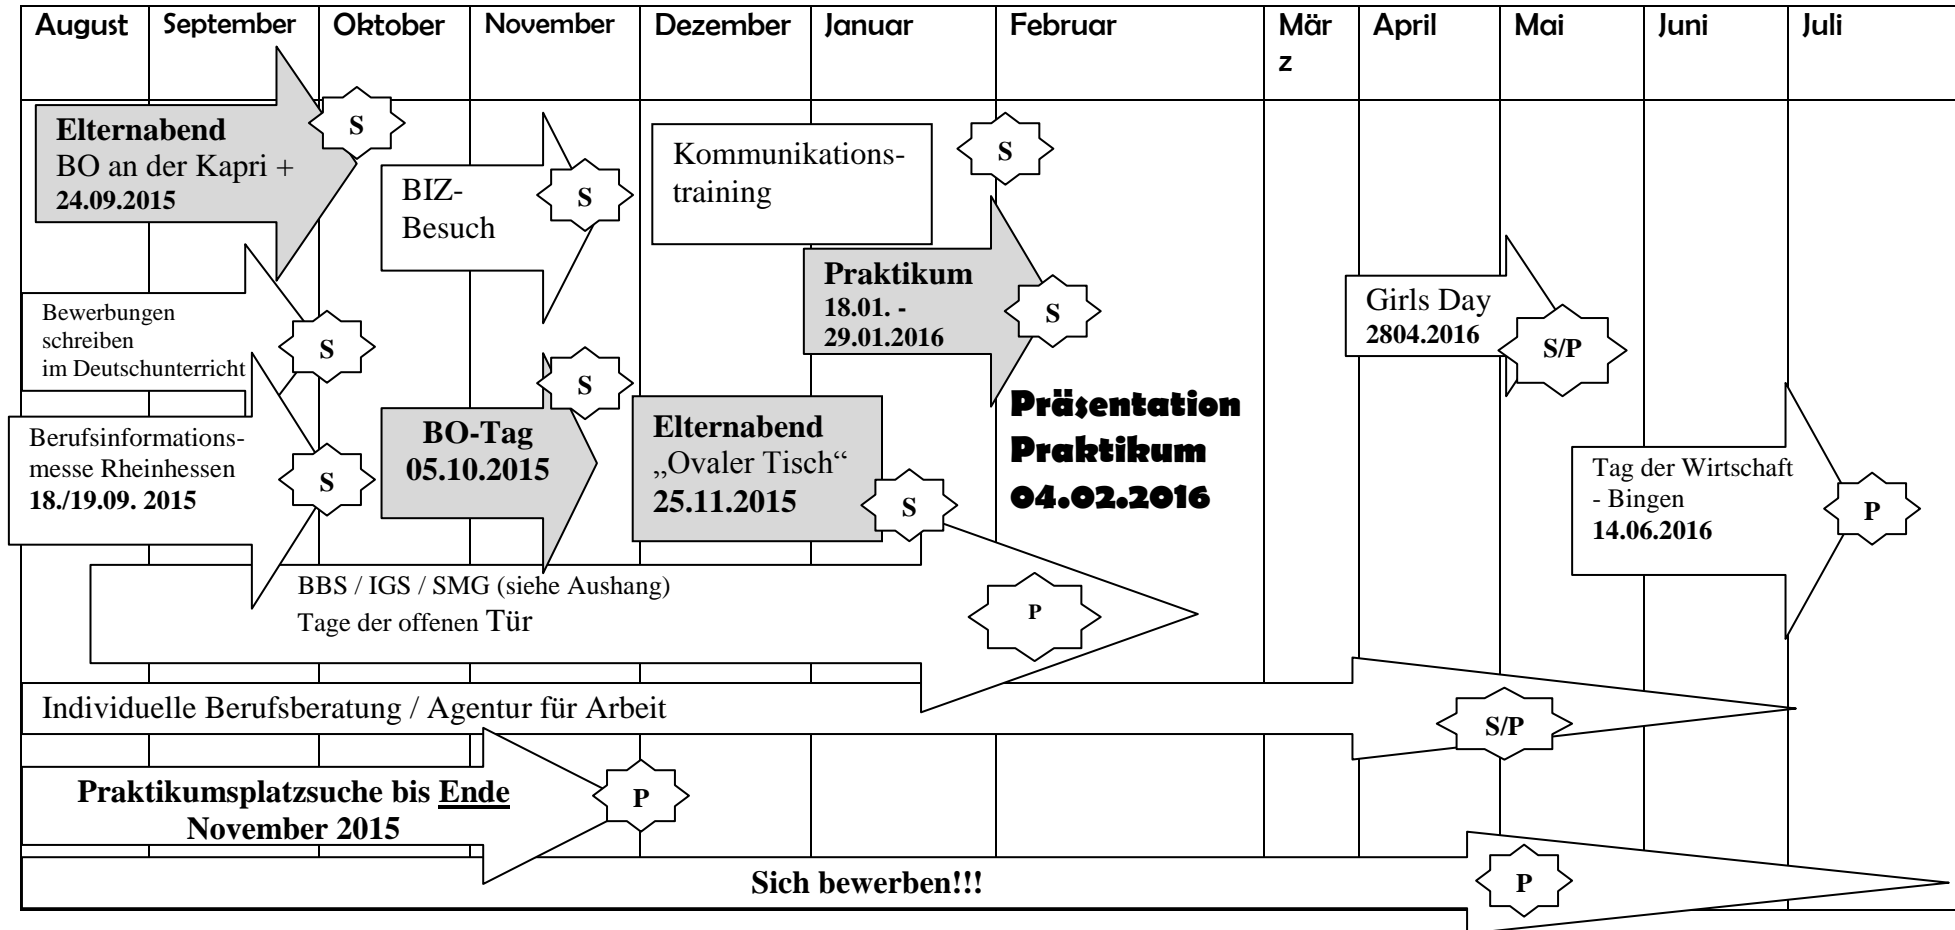 August September Oktober November Dezember Januar Februar Mär April Mai Juni Juli
z
Elternabend
BO an der Kapri +
24.09.2015
S
BIZ-
Besuch
S
Kommunikations-
training
S
Bewerbungen
schreiben
im Deutschunterricht
S
Praktikum
18.01. -
29.01.2016
S
Girls Day
2804.2016
S/P
Berufsinformations-
messe Rheinhessen
18./19.09. 2015
S
BO-Tag
05.10.2015
S
Elternabend
„Ovaler Tisch“
25.11.2015
S
Präsentation
Praktikum
04.02.2016
Tag der Wirtschaft
- Bingen
14.06.2016
P
BBS / IGS / SMG (siehe Aushang)
Tage der offenen Tür
P
Individuelle Berufsberatung / Agentur für Arbeit
S/P
Praktikumsplatzsuche bis Ende
November 2015
P
Sich bewerben!!!
P